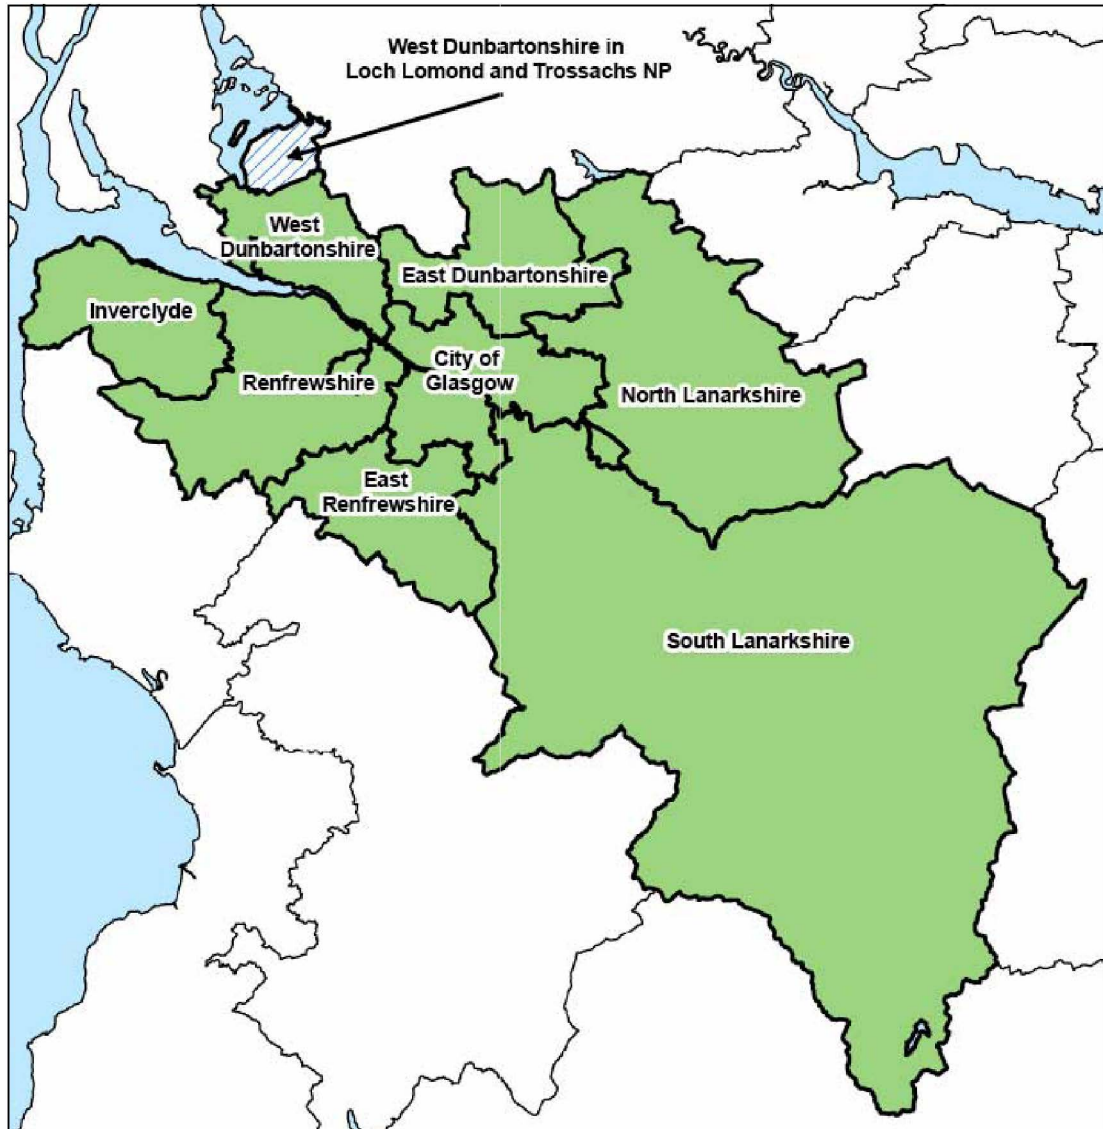 West Dunbartonshire in
Loch Lomond and Trossachs NP
West
Dunbartonshire
East Dunbartonshire
Inverclyde
City of
Glasgow
Renfrewshire
North Lanarkshire
East
Renfrewshire
South Lanarkshire